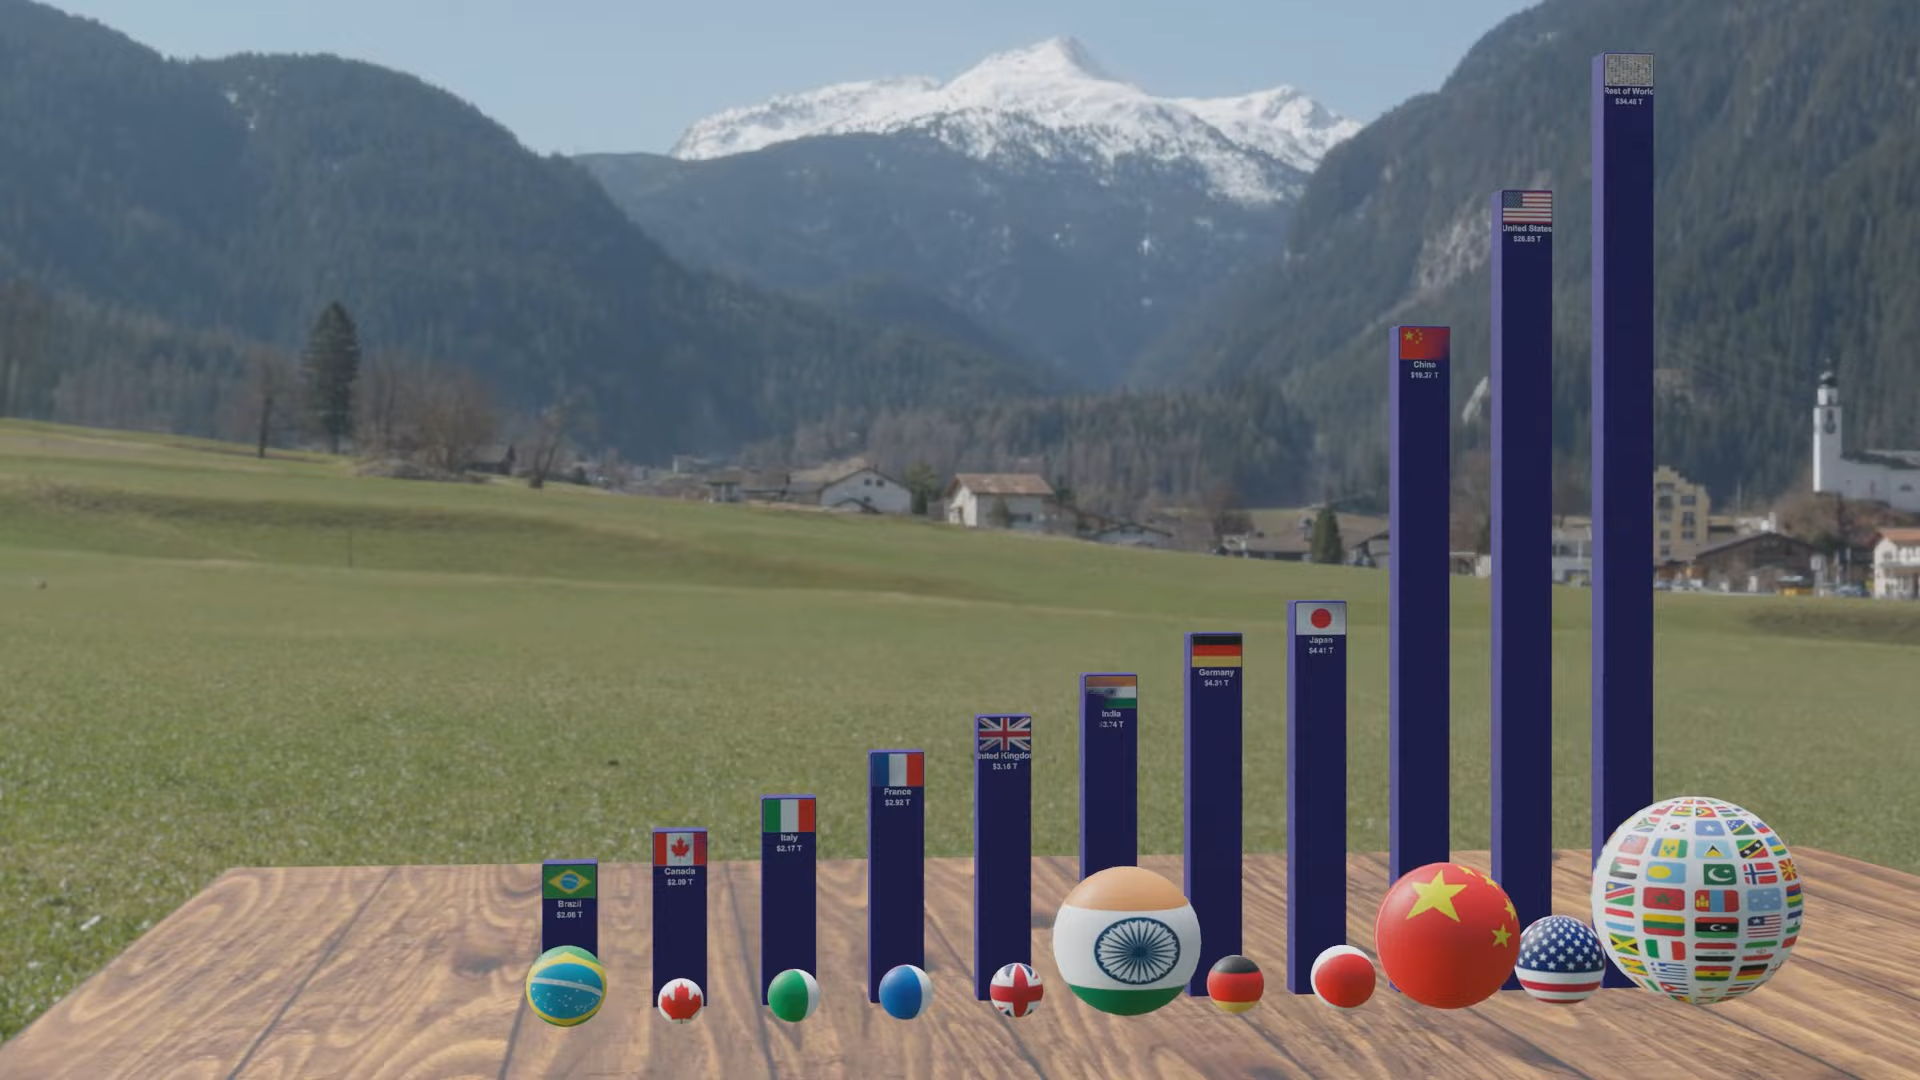 Rest of World
$34.46 T
United States
$26.85 T
China
$19.37 T
Japan
$4.41 T
Germany
$4.31 T
India
$3.74 T
United Kingdom
$3.16 T
France
$2.92 T
Italy
$2.17 T
Canada
$2.09 T
Brazil
$2.08 T